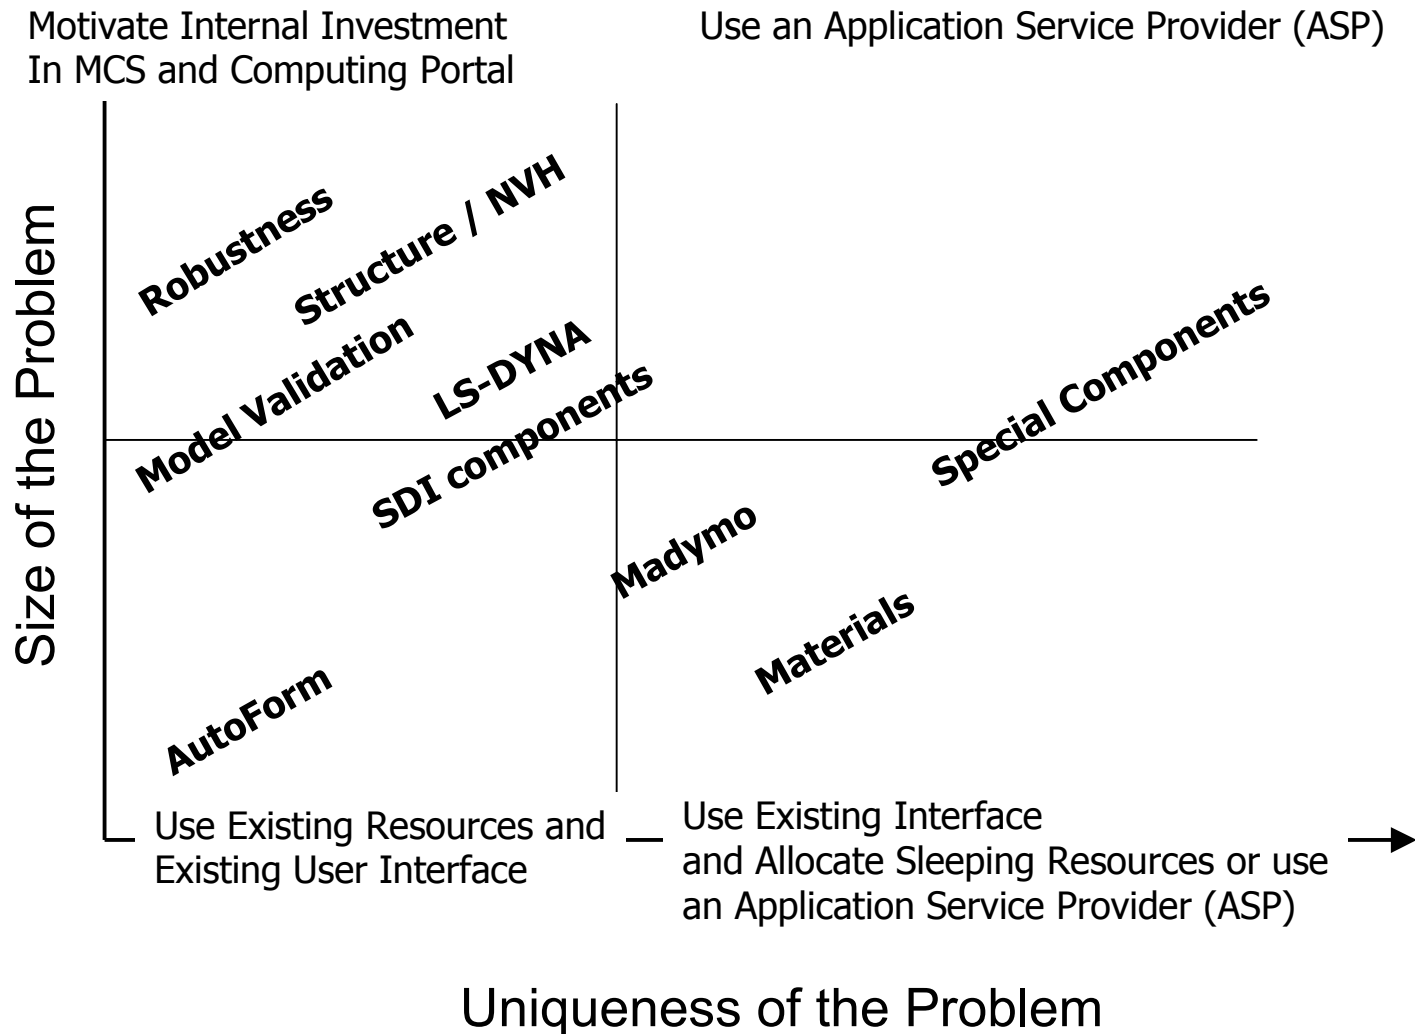 Motivate Internal Investment
In MCS and Computing Portal
Use an Application Service Provider (ASP)
Size of the Problem
Robustness
Structure / NVH
Model Validation
LS-DYNA
SDI components
Special Components
Madymo
Materials
AutoForm
Use Existing Resources and
Existing User Interface
Use Existing Interface
and Allocate Sleeping Resources or use
an Application Service Provider (ASP)
Uniqueness of the Problem